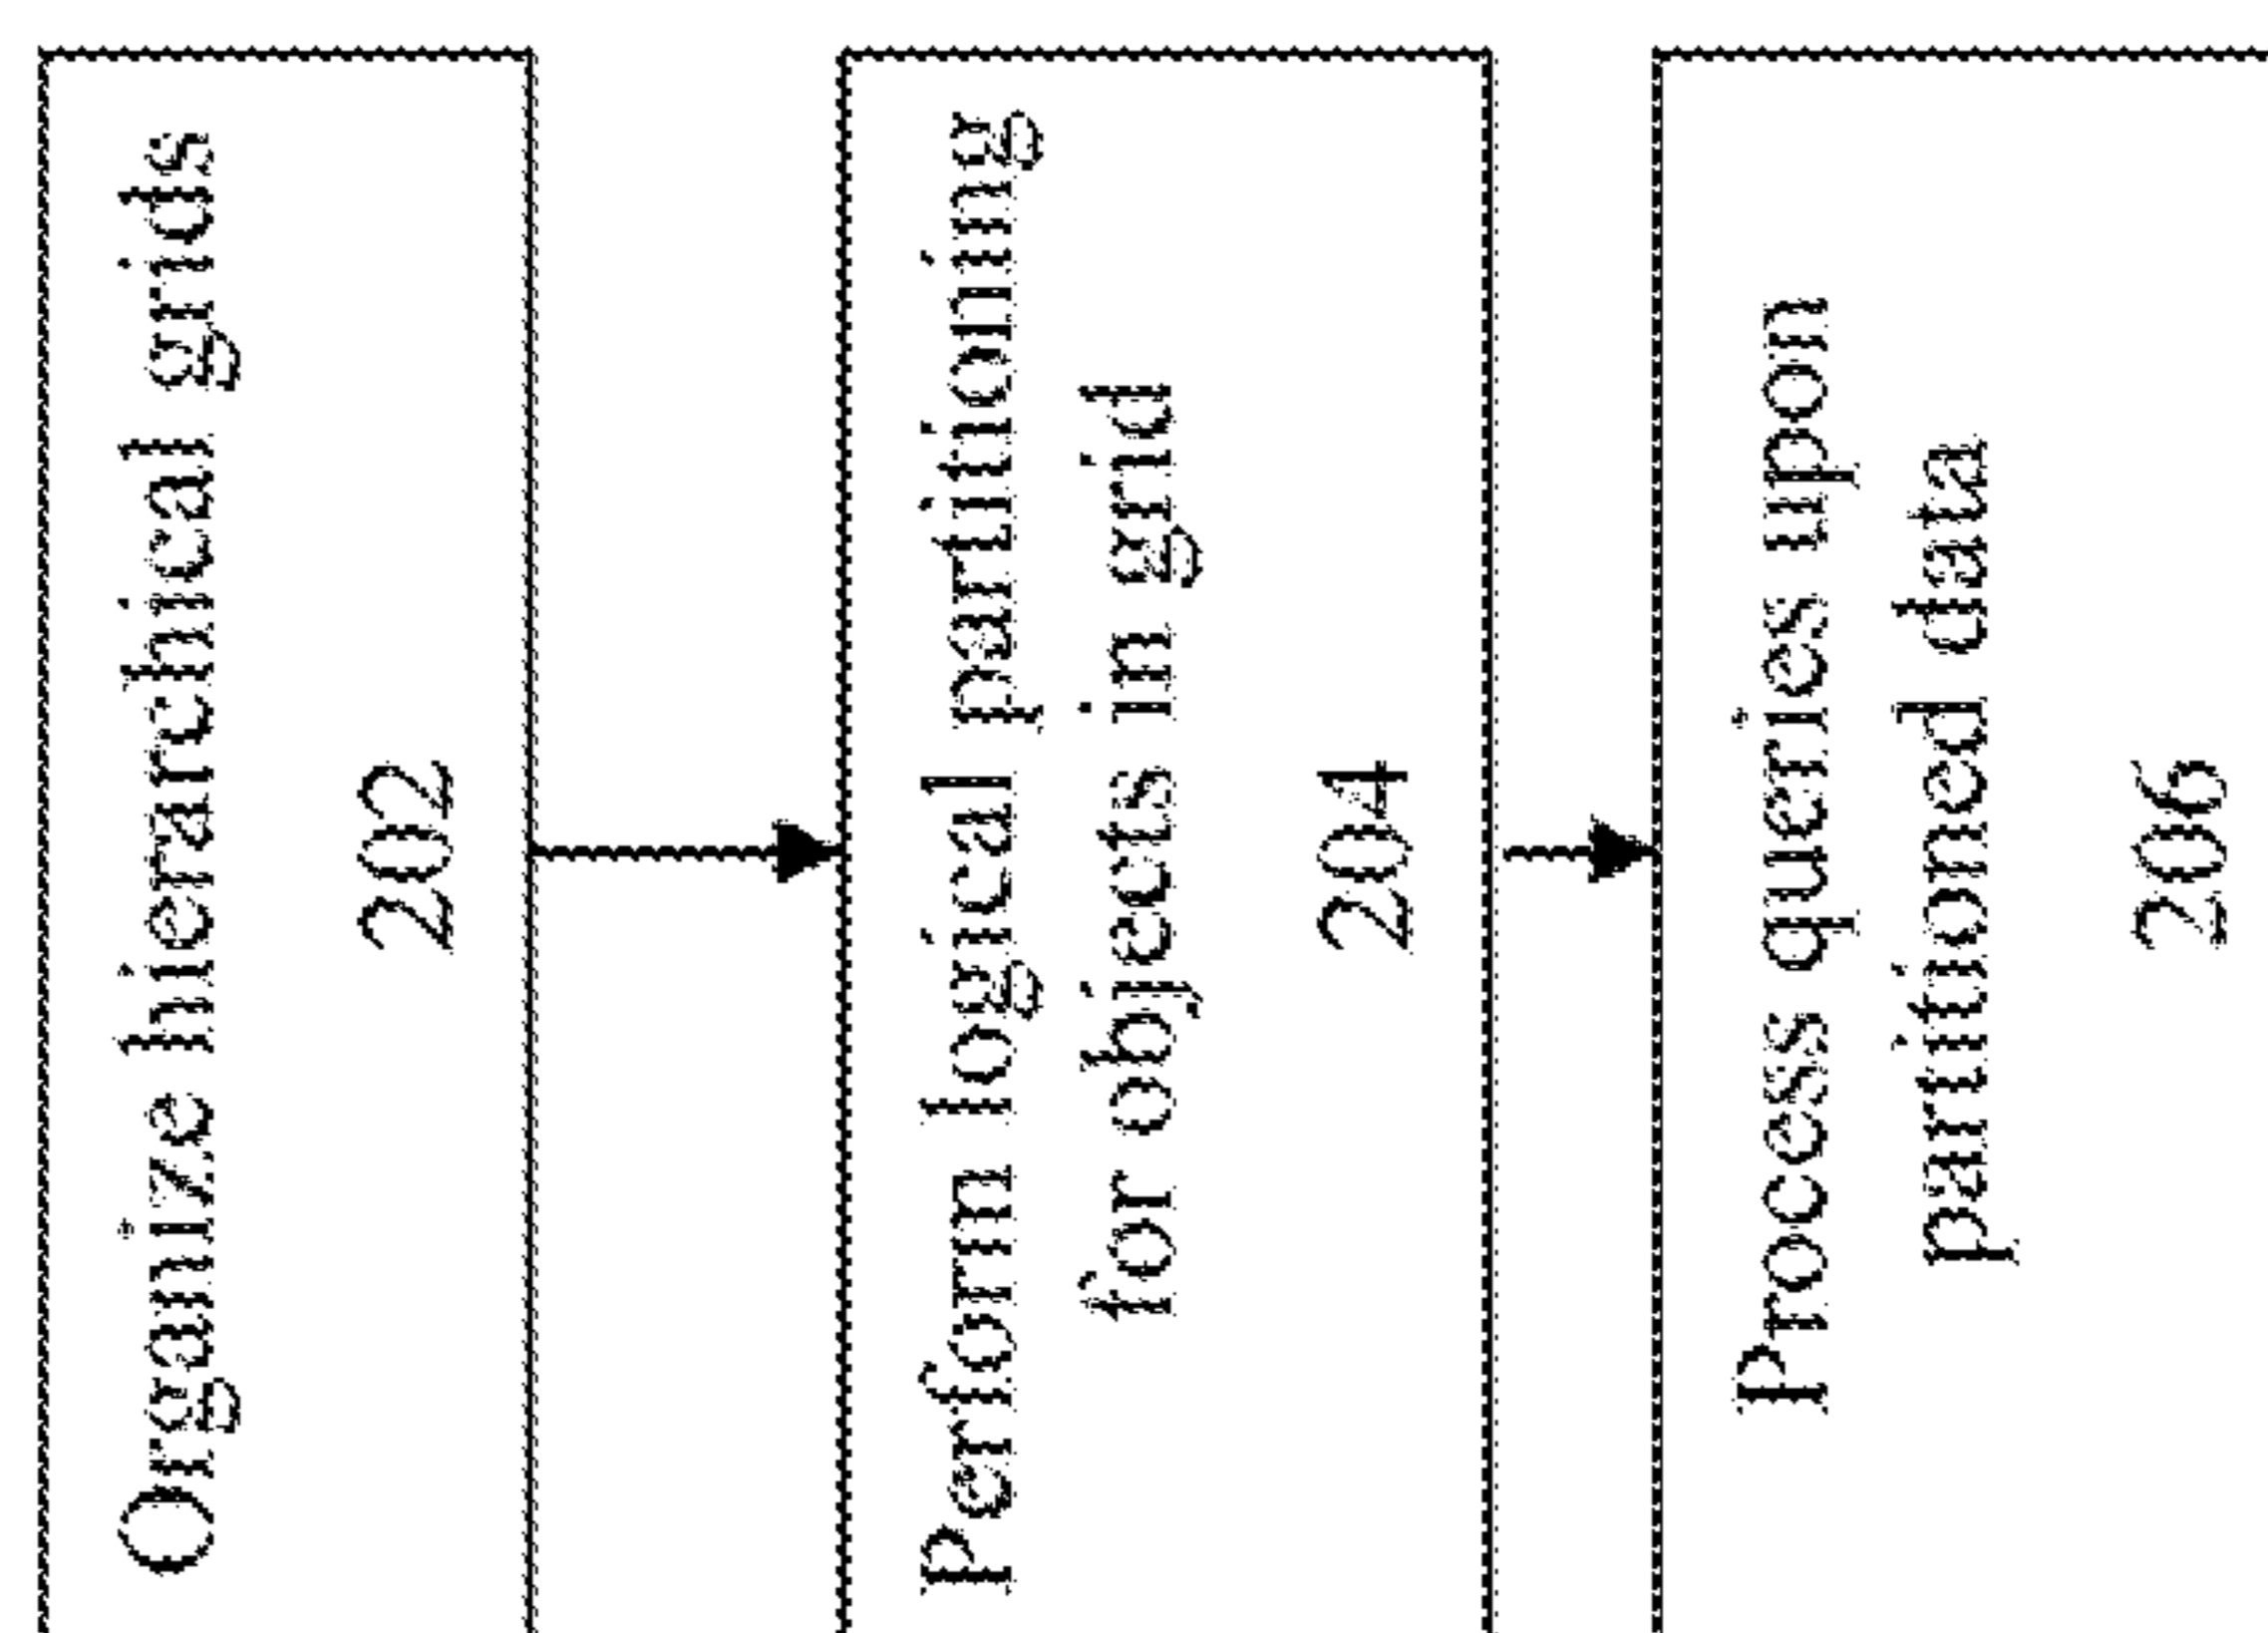 Organize hierarchical grids
202
Perform logical partitioning
for objects in grid
204
Process queries upon
partitioned data
206